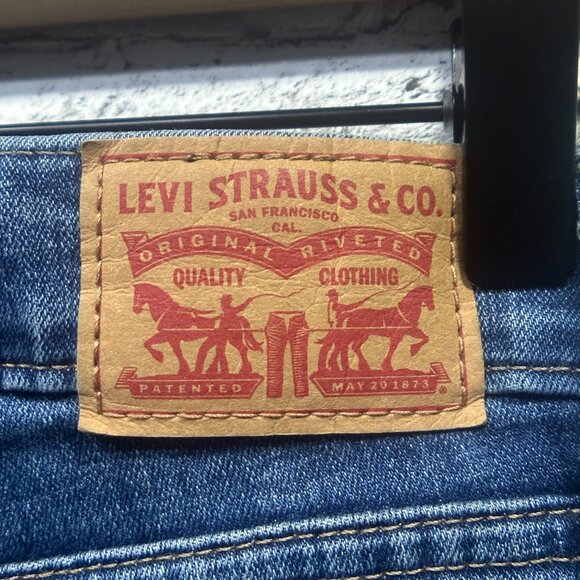 LEVI STRAUSS & CO.
SAN FRANCISCO
CAL.
ORIGINAL RIVETED
QUALITY CLOTHING
PATENTED MAY 20 1873
®